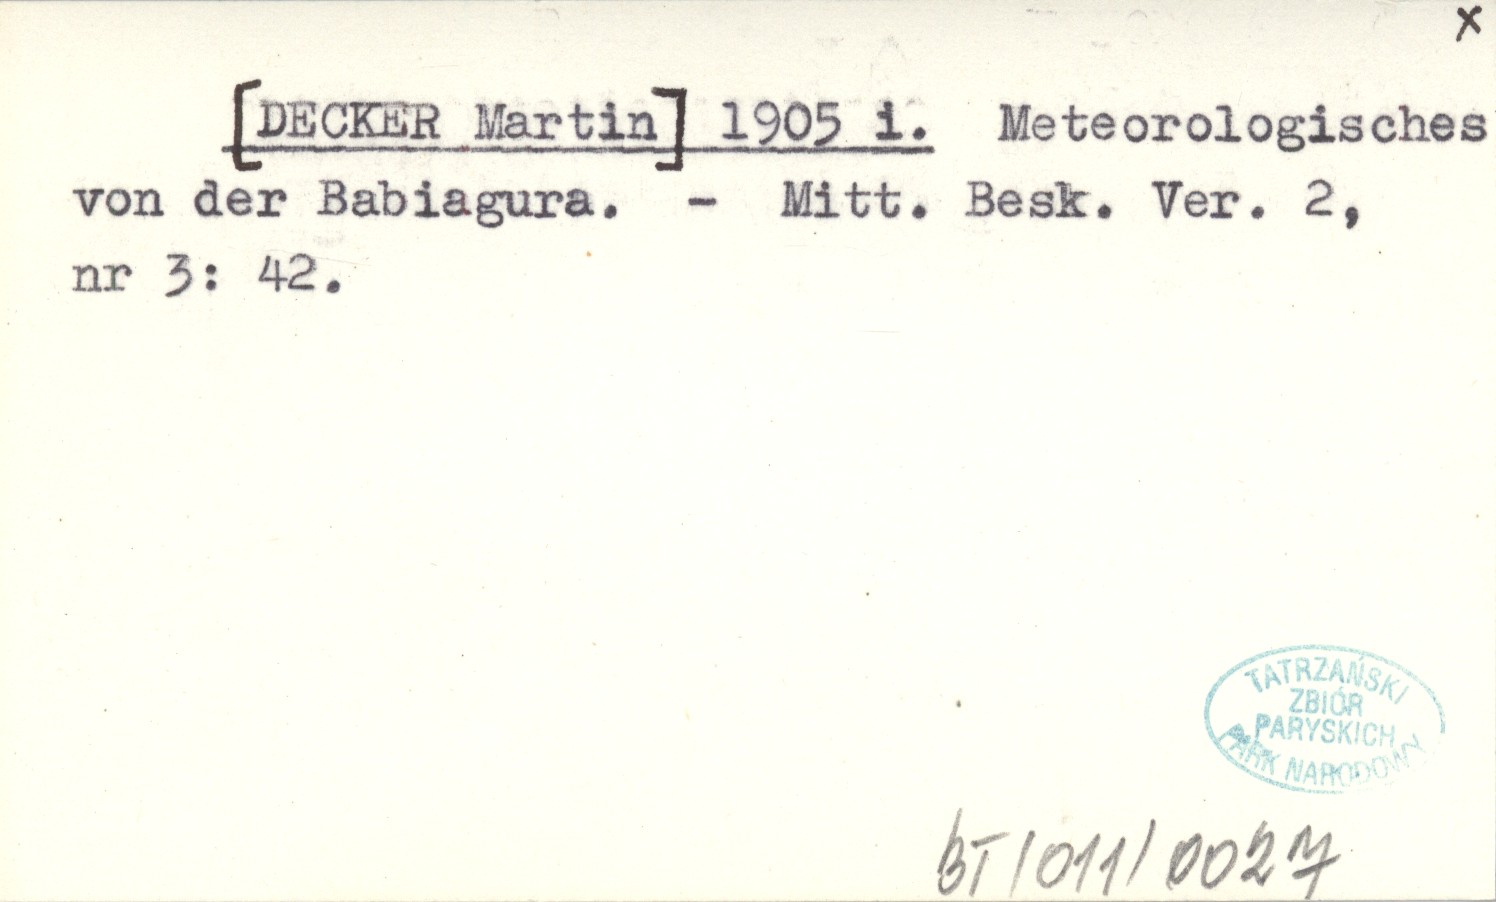 x
[DECKER Martin] 1905 i. Meteorologisches
von der Babiagura. - Mitt. Besk. Ver. 2,
nr 3: 42.
TATRZAŃSKI
ZBIÓR
PARYSKICH
PARK NARODOWY
BT/011/0027